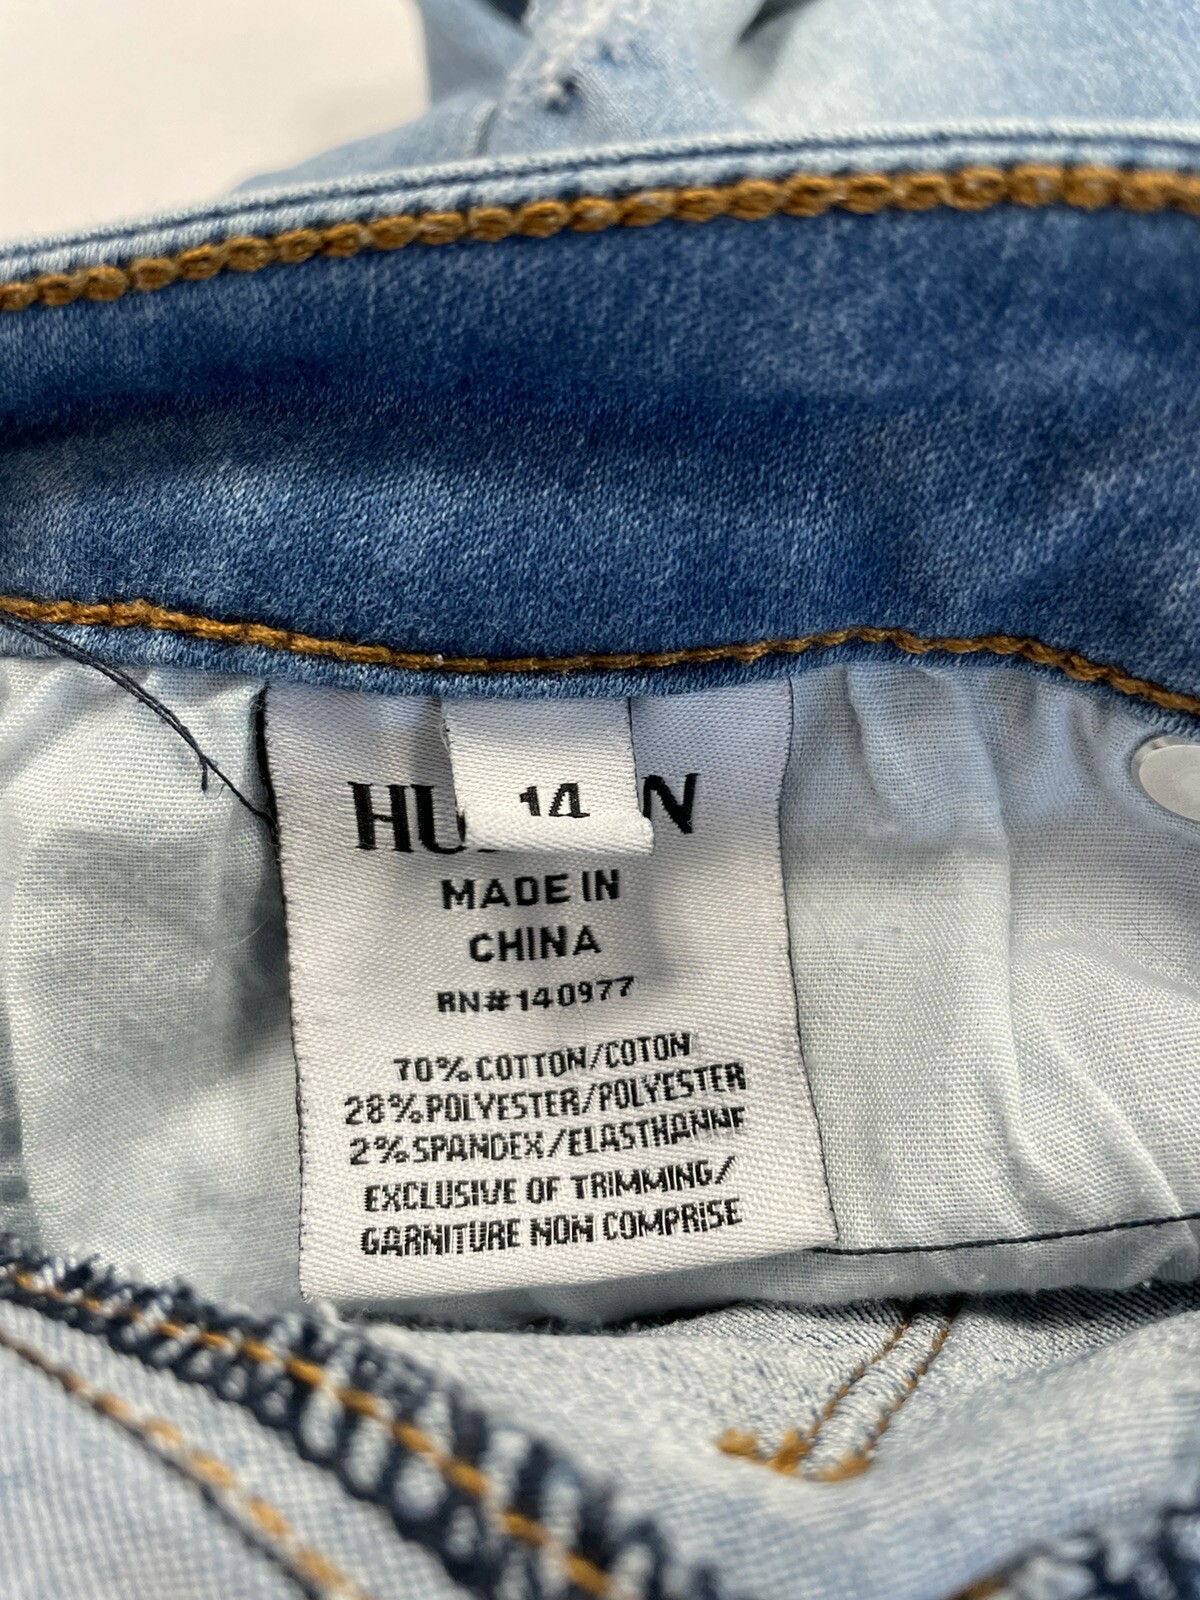 14
MADE IN
CHINA
RN#140977
70% COTTON/COTON
28% POLYESTER/POLYESTER
2% SPANDEX/ELASTHANNE
EXCLUSIVE OF TRIMMING/
GARNITURE NON COMPRISE